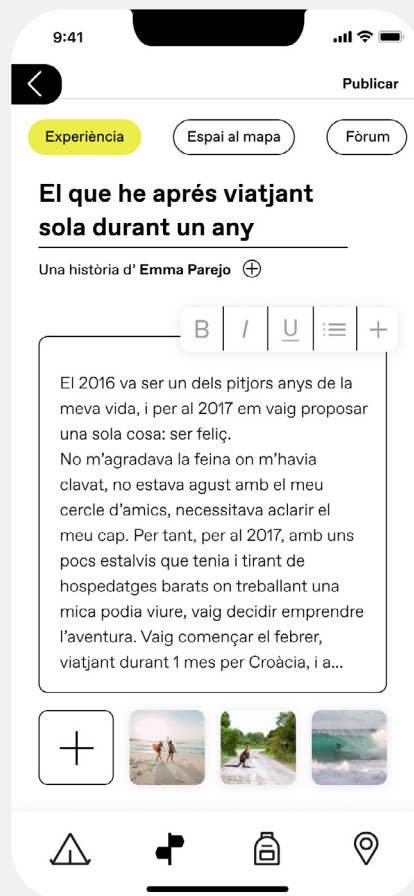 9:41
Publicar
Experiència
Espai al mapa
Fòrum
El que he aprés viatjant
sola durant un any
Una història d’ Emma Parejo
B I U
El 2016 va ser un dels pitjors anys de la
meva vida, i per al 2017 em vaig proposar
una sola cosa: ser feliç.
No m’agradava la feina on m’havia
clavat, no estava agust amb el meu
cercle d’amics, necessitava aclarir el
meu cap. Per tant, per al 2017, amb uns
pocs estalvis que tenia i tirant de
hospedatges barats on treballant una
mica podia viure, vaig decidir emprendre
l’aventura. Vaig començar el febrer,
viatjant durant 1 mes per Croàcia, i a...